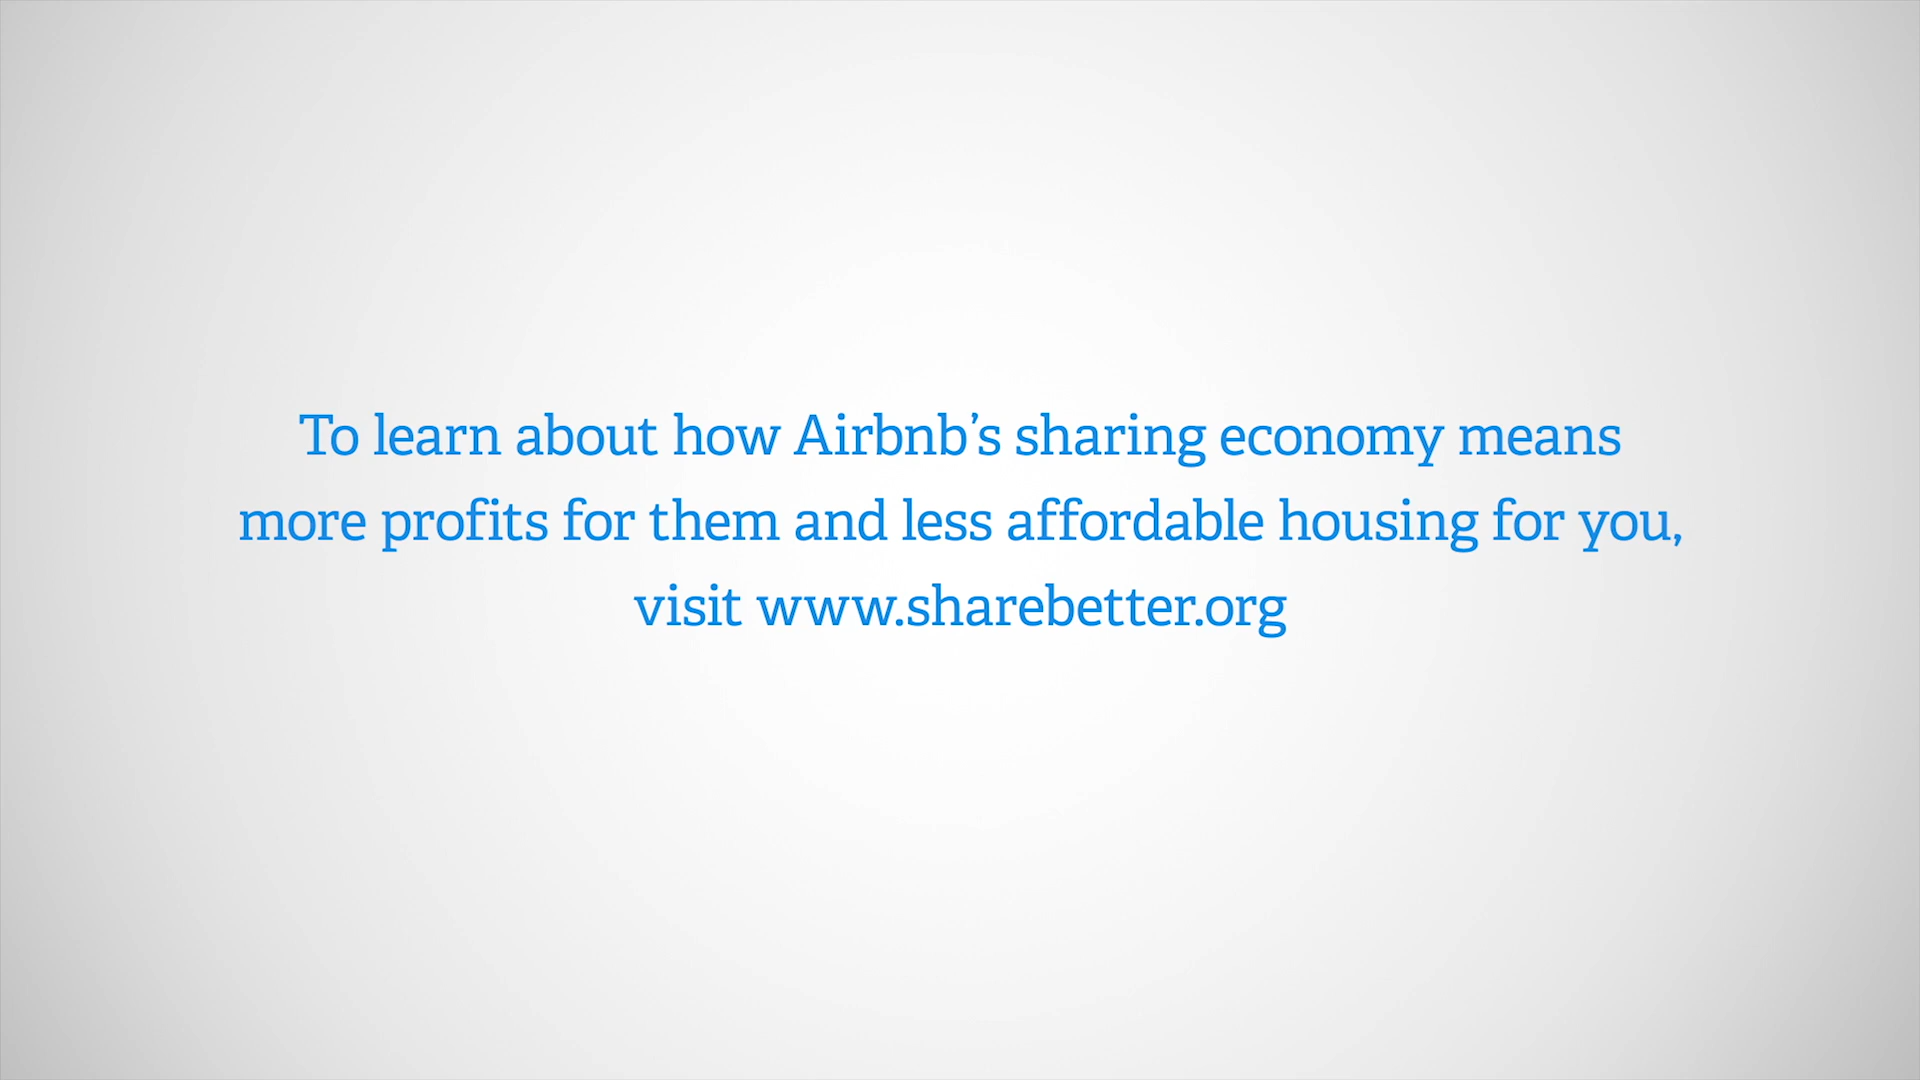 To learn about how Airbnb’s sharing economy means
more profits for them and less affordable housing for you,
visit www.sharebetter.org